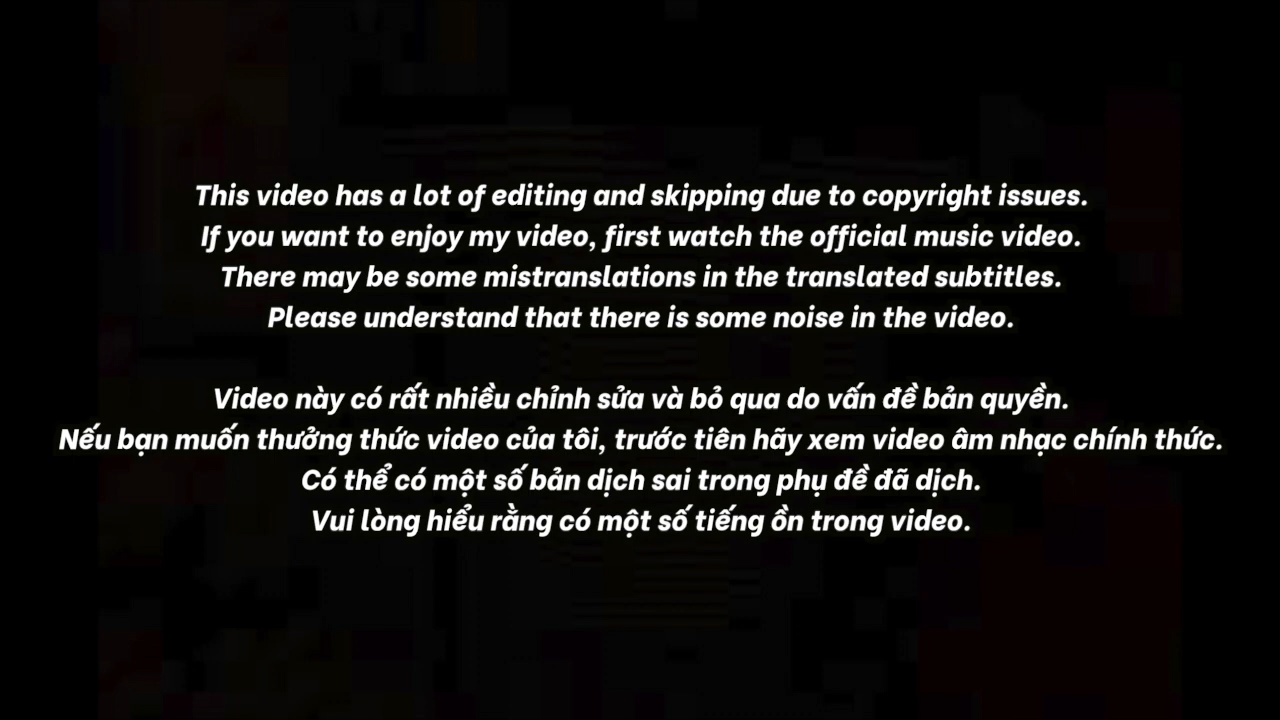 This video has a lot of editing and skipping due to copyright issues.
If you want to enjoy my video, first watch the official music video.
There may be some mistranslations in the translated subtitles.
Please understand that there is some noise in the video.
Video này có rất nhiều chỉnh sửa và bỏ qua do vấn đề bản quyền.
Nếu bạn muốn thưởng thức video của tôi, trước tiên hãy xem video âm nhạc chính thức.
Có thể có một số bản dịch sai trong phụ đề đã dịch.
Vui lòng hiểu rằng có một số tiếng ồn trong video.